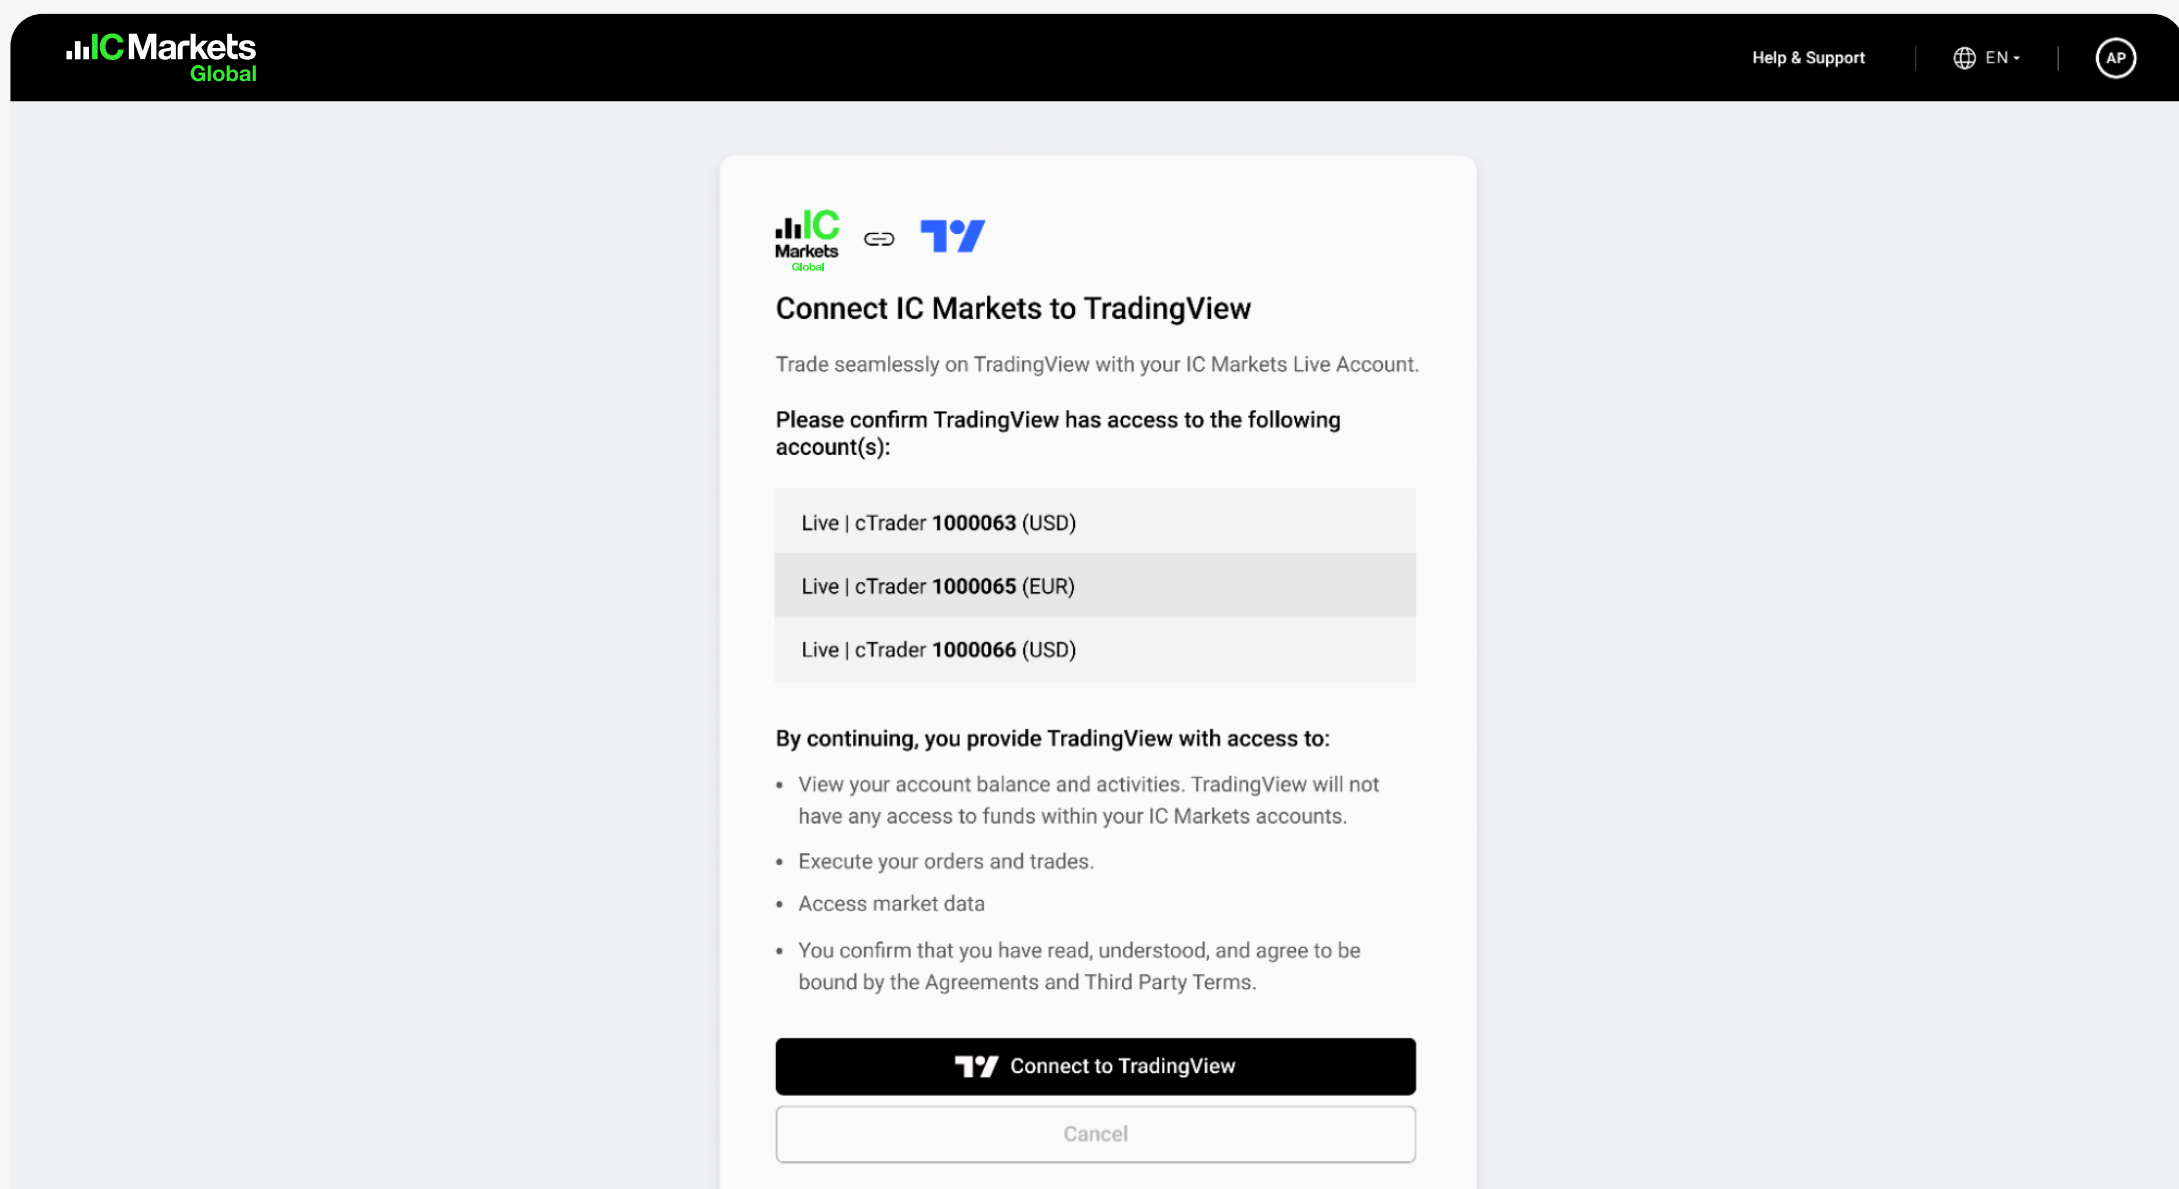 IC Markets
Global
Help & Support
EN
AP
IC
Markets
Global
Connect IC Markets to TradingView
Trade seamlessly on TradingView with your IC Markets Live Account.
Please confirm TradingView has access to the following
account(s):
Live | cTrader 1000063 (USD)
Live | cTrader 1000065 (EUR)
Live | cTrader 1000066 (USD)
By continuing, you provide TradingView with access to:
• View your account balance and activities. TradingView will not
have any access to funds within your IC Markets accounts.
• Execute your orders and trades.
• Access market data
• You confirm that you have read, understood, and agree to be
bound by the Agreements and Third Party Terms.
Connect to TradingView
Cancel